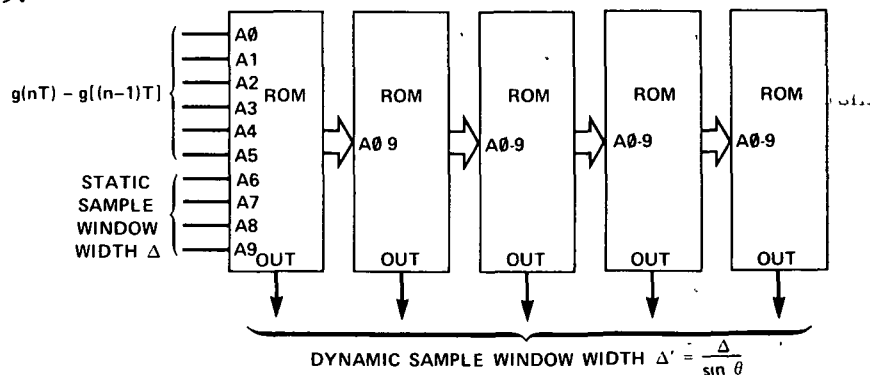 g(nT) – g[(n–1)T]
A0
A1
A2
A3
A4
A5
STATIC
SAMPLE
WINDOW
WIDTH Δ
A6
A7
A8
A9
ROM
OUT
ROM
A0 9
OUT
ROM
A0-9
OUT
ROM
A0-9
OUT
ROM
A0-9
OUT
DYNAMIC SAMPLE WINDOW WIDTH Δ' = Δ / sin θ